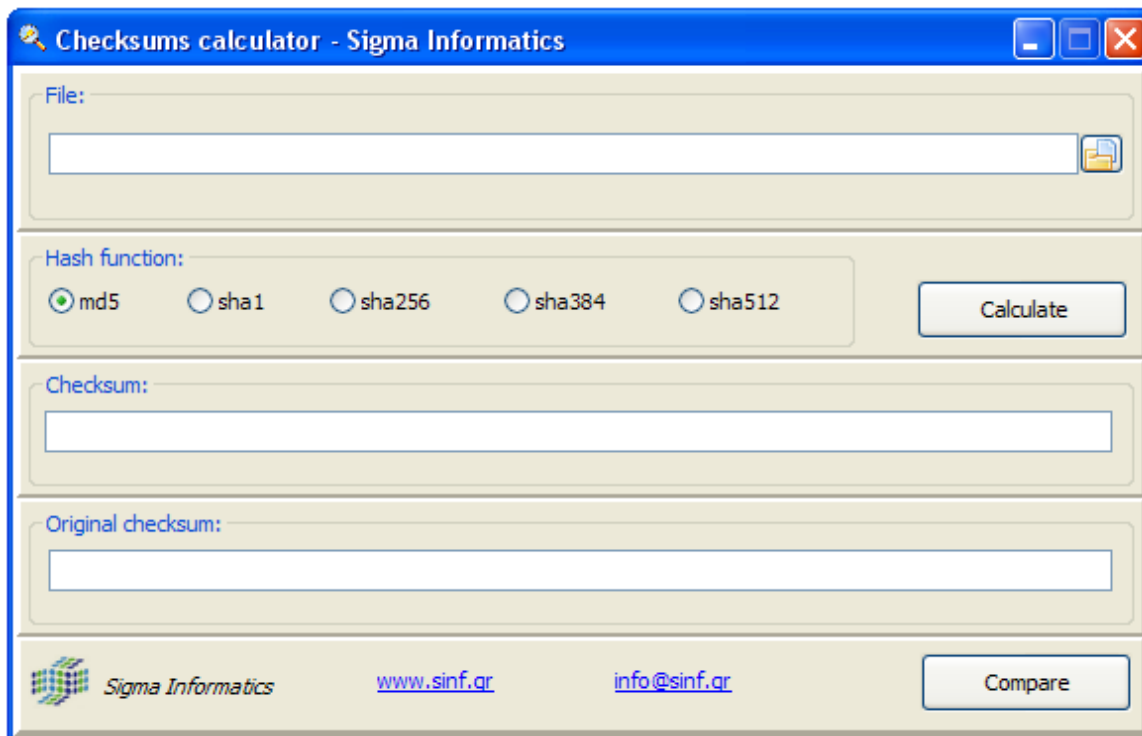 Checksums calculator - Sigma Informatics
File:
Hash function:
md5 sha1 sha256 sha384 sha512
Calculate
Checksum:
Original checksum:
Sigma Informatics www.sinf.gr info@sinf.gr Compare